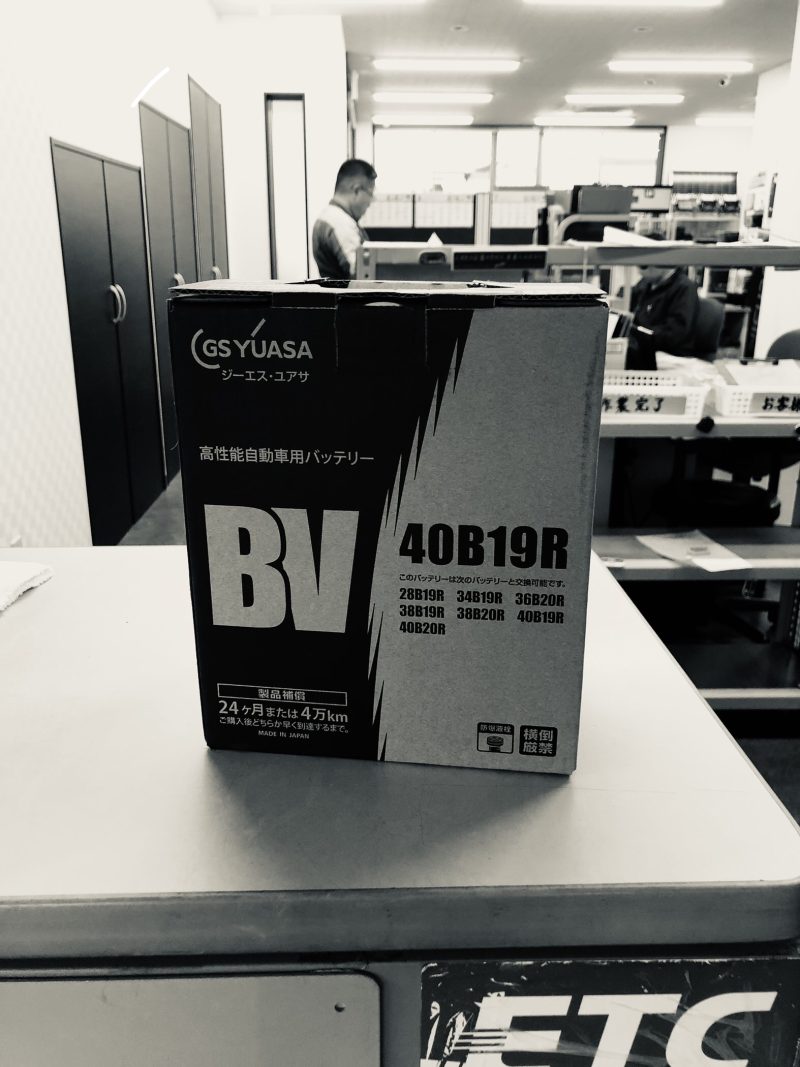 GS YUASA
ジーエス・ユアサ
高性能自動車用バッテリー
BV
40B19R
このバッテリーは次のバッテリーと交換可能です。
28B19R 34B19R 36B20R
38B19R 38B20R 40B19R
40B20R
製品補償
24ヶ月または4万km
ご購入後どちらか早く到達するまで。
MADE IN JAPAN
防爆液栓
横倒
厳禁
作業完了
お客様
ETC